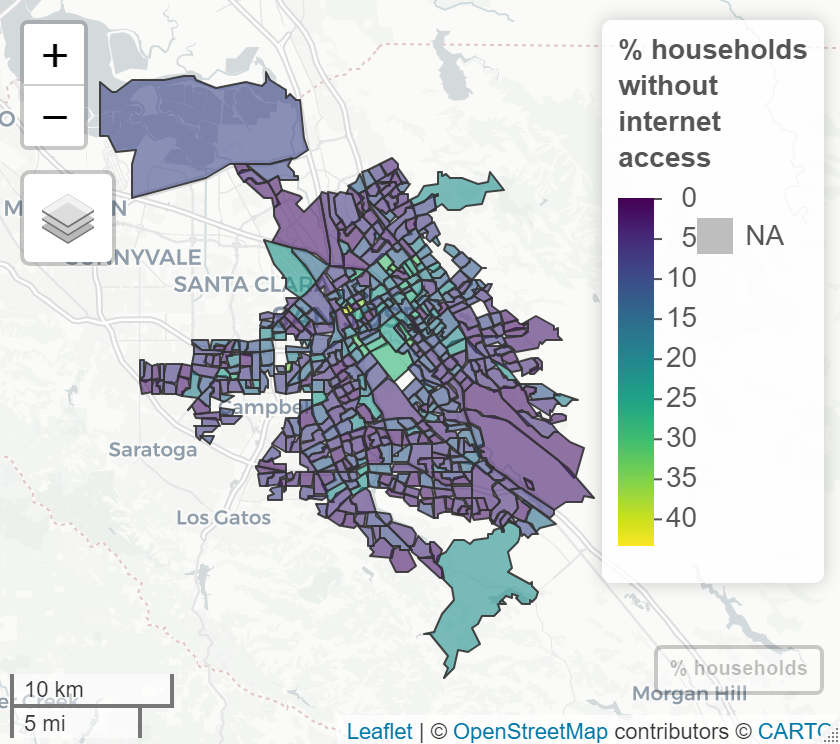 +
−
% households
without
internet
access
0
5
10
15
20
25
30
35
40
NA
SANTA CLARA
Campbell
Saratoga
Los Gatos
Morgan Hill
% households
10 km
5 mi
Leaflet | © OpenStreetMap contributors © CARTO